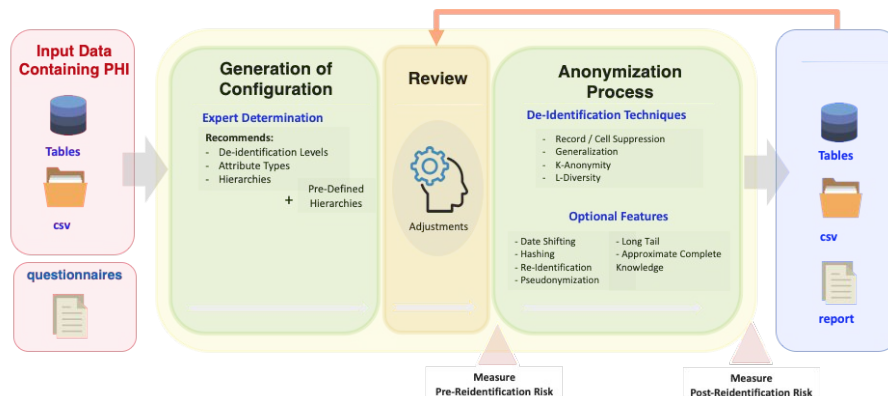 Input Data
Containing PHI
Tables
csv
questionnaires
Generation of
Configuration
Expert Determination
Recommends:
- De-identification Levels
- Attribute Types
- Hierarchies
+ Pre-Defined
Hierarchies
Review
Adjustments
Anonymization
Process
De-Identification Techniques
- Record / Cell Suppression
- Generalization
- K-Anonymity
- L-Diversity
Optional Features
- Date Shifting
- Hashing
- Re-Identification
- Pseudonymization
- Long Tail
- Approximate Complete
Knowledge
Tables
csv
report
Measure
Pre-Reidentification Risk
Measure
Post-Reidentification Risk